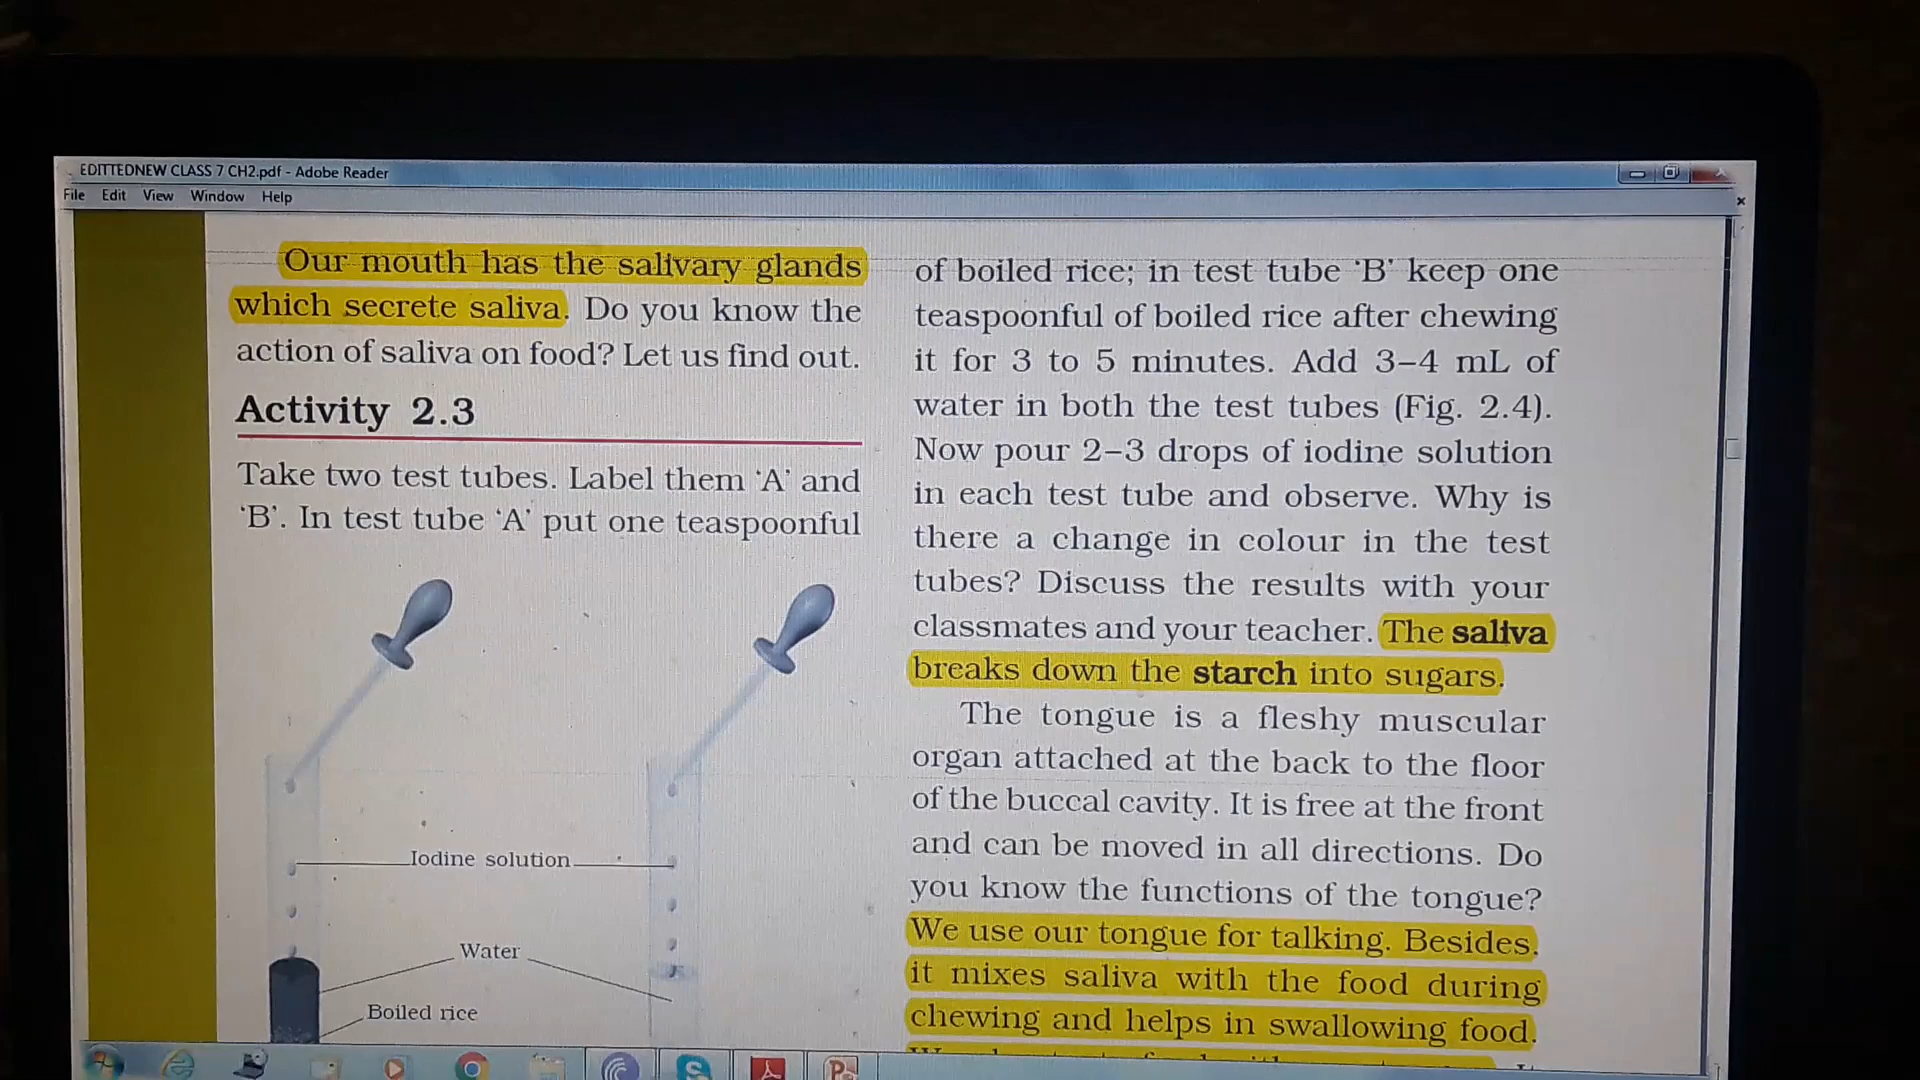 EDITTEDNEW CLASS 7 CH2.pdf - Adobe Reader
File Edit View Window Help
Our mouth has the salivary glands
which secrete saliva. Do you know the
action of saliva on food? Let us find out.
Activity 2.3
Take two test tubes. Label them ‘A’ and
‘B’. In test tube ‘A’ put one teaspoonful
Iodine solution
Water
Boiled rice
of boiled rice; in test tube ‘B’ keep one
teaspoonful of boiled rice after chewing
it for 3 to 5 minutes. Add 3–4 mL of
water in both the test tubes (Fig. 2.4).
Now pour 2–3 drops of iodine solution
in each test tube and observe. Why is
there a change in colour in the test
tubes? Discuss the results with your
classmates and your teacher. The saliva
breaks down the starch into sugars.
The tongue is a fleshy muscular
organ attached at the back to the floor
of the buccal cavity. It is free at the front
and can be moved in all directions. Do
you know the functions of the tongue?
We use our tongue for talking. Besides,
it mixes saliva with the food during
chewing and helps in swallowing food.